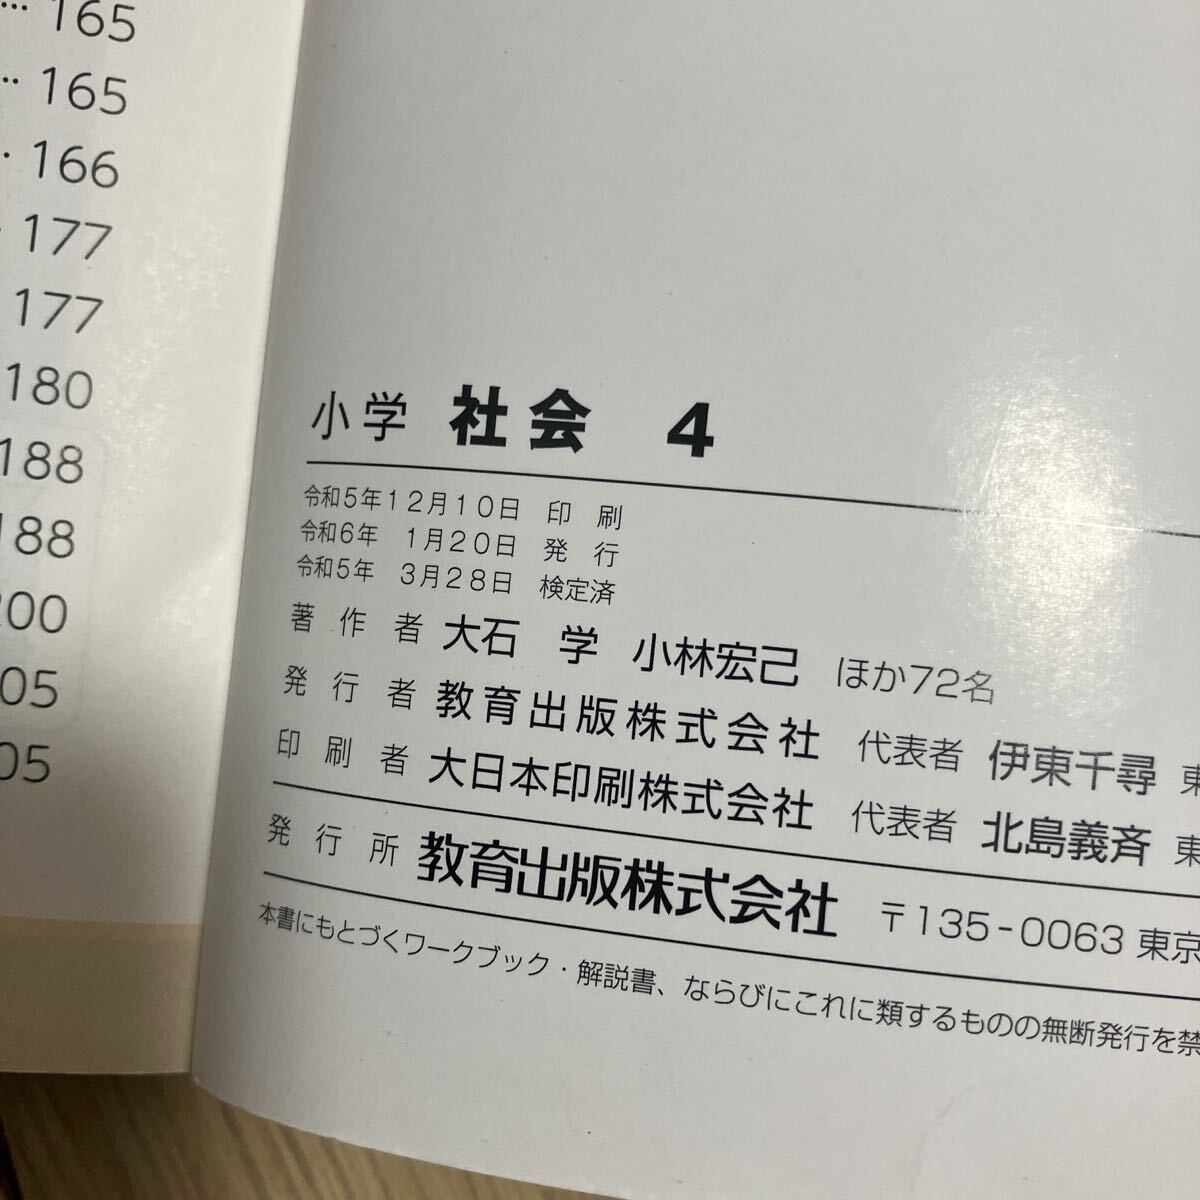 … 165
… 165
· 166
177
177
180
188
188
200
05
05
小学 社会 4
令和5年12月10日 印刷
令和6年 1月20日 発行
令和5年 3月28日 検定済
著作者 大石 学 小林宏己 ほか72名
発行者 教育出版株式会社 代表者 伊東千尋 東
印刷者 大日本印刷株式会社 代表者 北島義斉 東
発行所 教育出版株式会社 〒135-0063 東京
本書にもとづくワークブック・解説書、ならびにこれに類するものの無断発行を禁